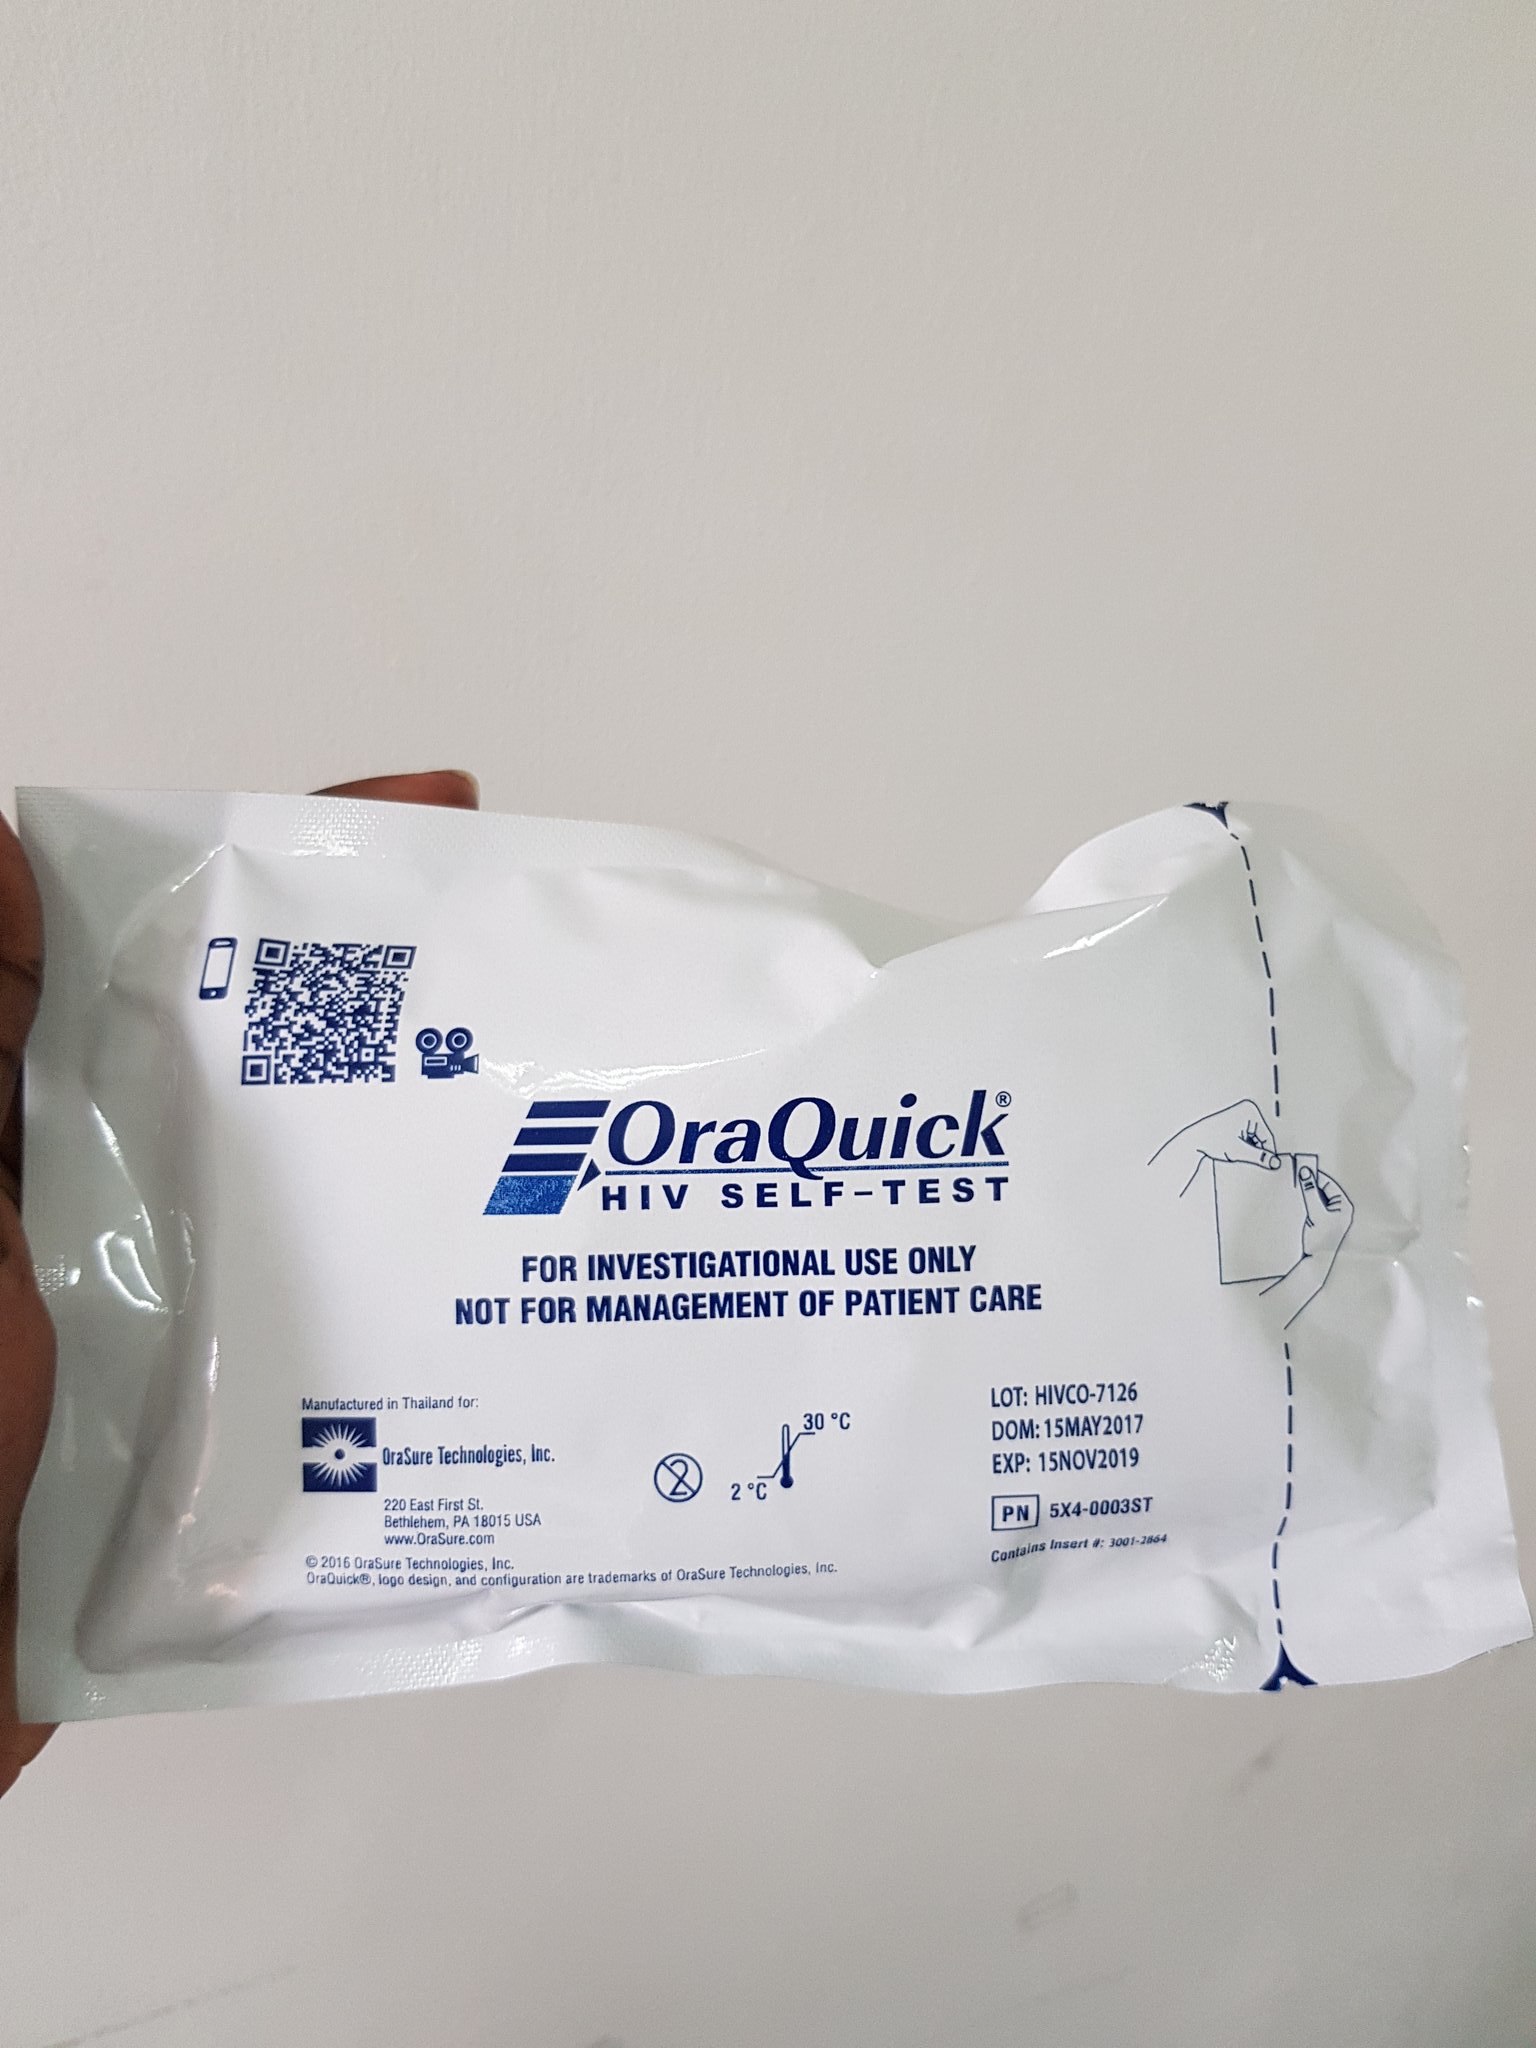 OraQuick®
HIV SELF-TEST
FOR INVESTIGATIONAL USE ONLY
NOT FOR MANAGEMENT OF PATIENT CARE
Manufactured in Thailand for:
OraSure Technologies, Inc.
220 East First St.
Bethlehem, PA 18015 USA
www.OraSure.com
© 2016 OraSure Technologies, Inc.
OraQuick®, logo design, and configuration are trademarks of OraSure Technologies, Inc.
2
30 °C
2 °C
LOT: HIVCO-7126
DOM: 15MAY2017
EXP: 15NOV2019
PN 5X4-0003ST
Contains Insert #: 3001-2864